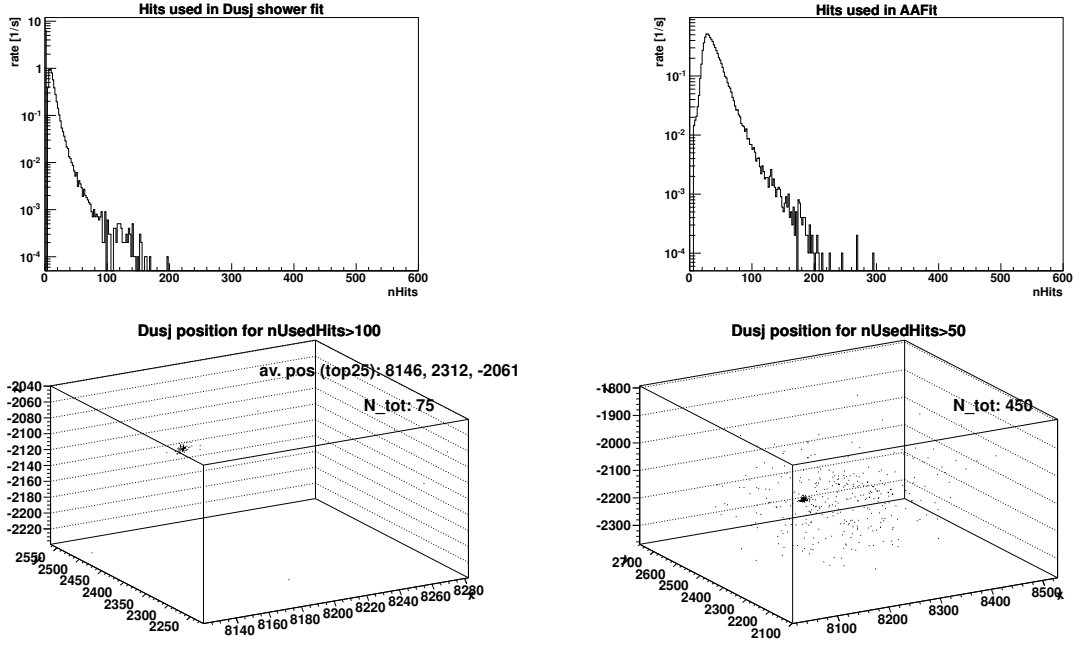 Hits used in Dusj shower fit
rate [1/s]
10
1
10-1
10-2
10-3
10-4
0 100 200 300 400 500 600
nHits
Hits used in AAFit
rate [1/s]
10-1
10-2
10-3
10-4
0 100 200 300 400 500 600
nHits
Dusj position for nUsedHits>100
av. pos (top25): 8146, 2312, -2061
N_tot: 75
-2040
-2060
-2080
-2100
-2120
-2140
-2160
-2180
-2200
-2220
2550
2500
2450
2400
2350
2300
2250
8140 8160 8180 8200 8220 8240 8260 8280
x
Dusj position for nUsedHits>50
N_tot: 450
-1800
-1900
-2000
-2100
-2200
-2300
2700
2600
2500
2400
2300
2200
2100
8100 8200 8300 8400 8500
x